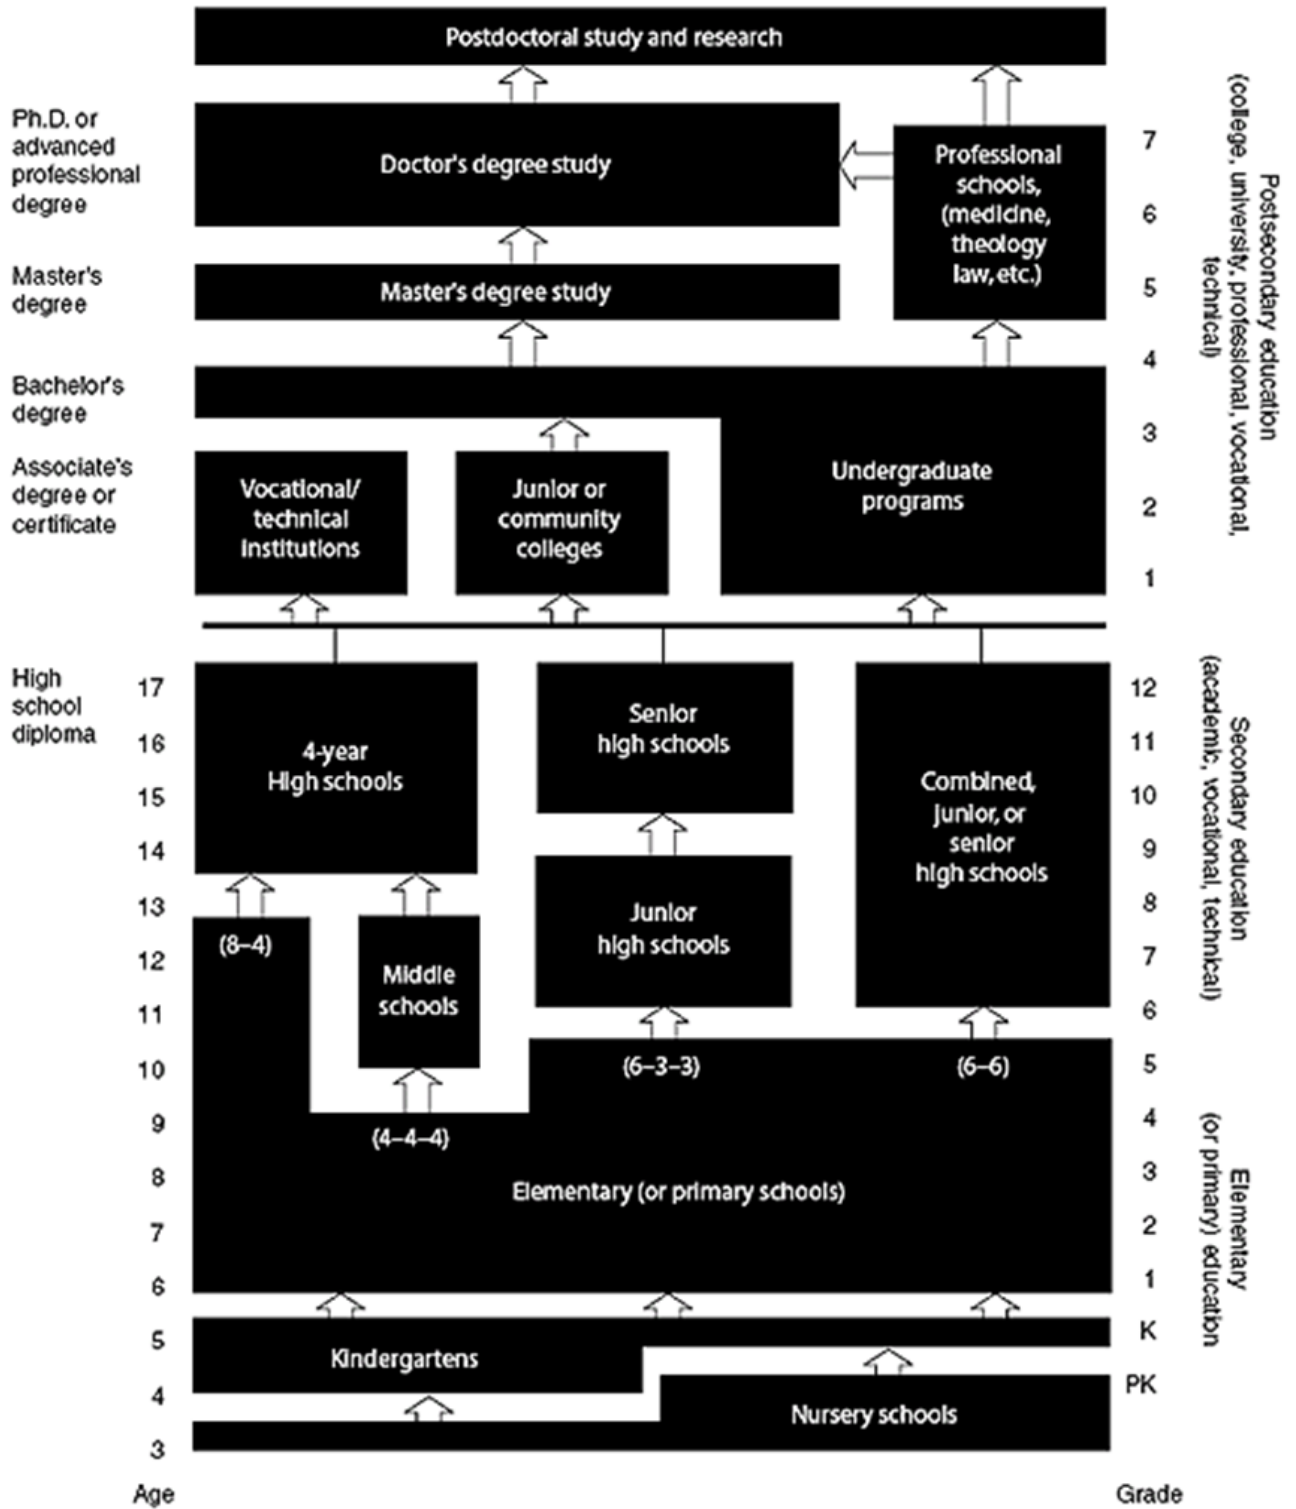 Postdoctoral study and research
Ph.D. or
advanced
professional
degree
Doctor's degree study
Professional
schools,
(medicine,
theology
law, etc.)
7
6
5
Master's
degree
Master's degree study
4
Bachelor's
degree
3
Associate's
degree or
certificate
Vocational/
technical
institutions
Junior or
community
colleges
Undergraduate
programs
2
1
Postsecondary education
(college, university, professional, vocational,
technical)
High
school
diploma
17
16
15
14
13
12
11
10
9
8
7
6
5
4
3
Age
4-year
High schools
Senior
high schools
Combined,
junior, or
senior
high schools
Junior
high schools
(8–4)
Middle
schools
(6–3–3)
(6–6)
(4–4–4)
Elementary (or primary schools)
Kindergartens
Nursery schools
12
11
10
9
8
7
6
5
4
3
2
1
K
PK
Grade
Secondary education
(academic, vocational, technical)
Elementary
(or primary) education